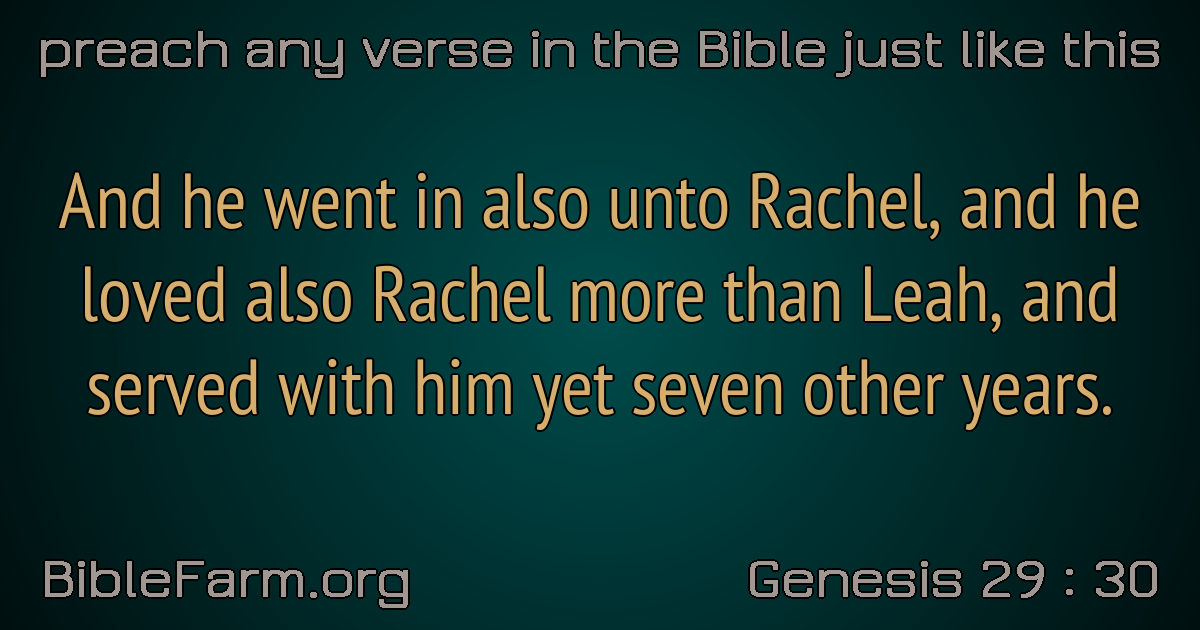 preach any verse in the Bible just like this
And he went in also unto Rachel, and he
loved also Rachel more than Leah, and
served with him yet seven other years.
BibleFarm.org
Genesis 29 : 30